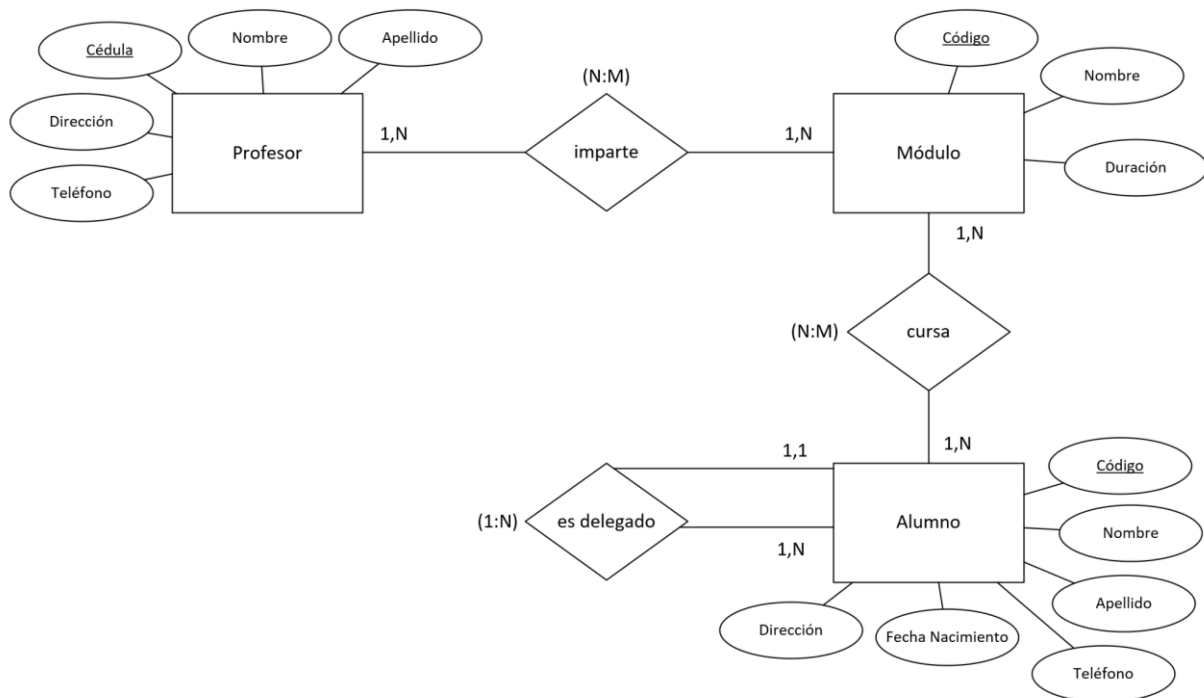 Cédula
Nombre
Apellido
Dirección
Teléfono
Profesor
1,N
(N:M)
imparte
1,N
Código
Nombre
Duración
Módulo
1,N
(N:M)
cursa
1,N
1,1
(1:N)
es delegado
1,N
Alumno
Código
Nombre
Apellido
Teléfono
Fecha Nacimiento
Dirección